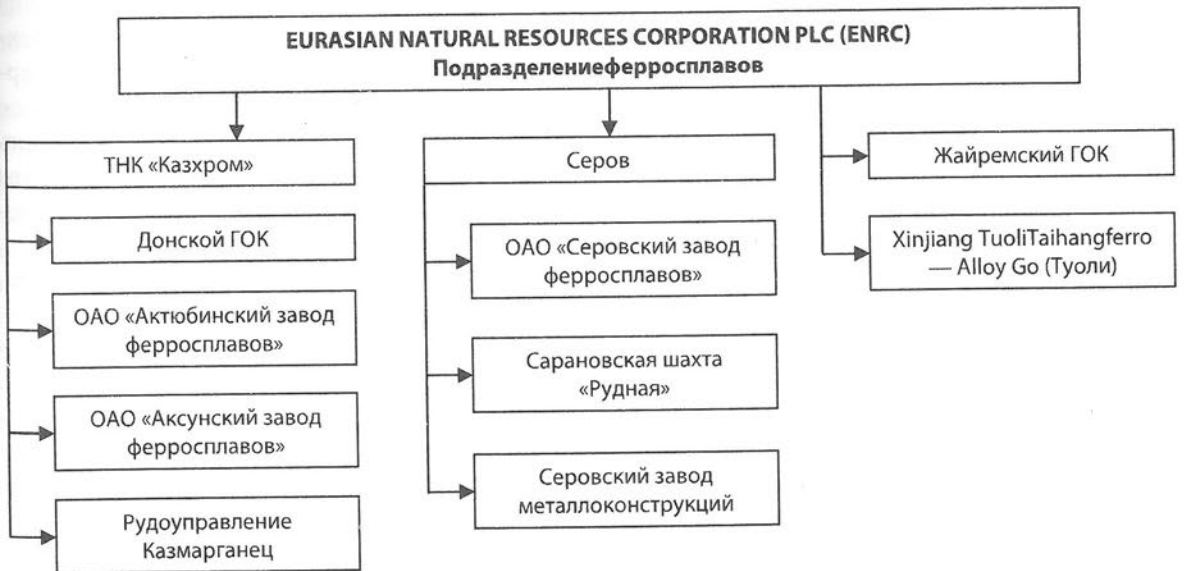 EURASIAN NATURAL RESOURCES CORPORATION PLC (ENRC)
Подразделениеферросплавов
ТНК «Казхром»
Донской ГОК
ОАО «Актюбинский завод
ферросплавов»
ОАО «Аксунский завод
ферросплавов»
Рудоуправление
Казмарганец
Серов
ОАО «Серовский завод
ферросплавов»
Сарановская шахта
«Рудная»
Серовский завод
металлоконструкций
Жайремский ГОК
Xinjiang TuoliTaihangferro
— Alloy Go (Туоли)